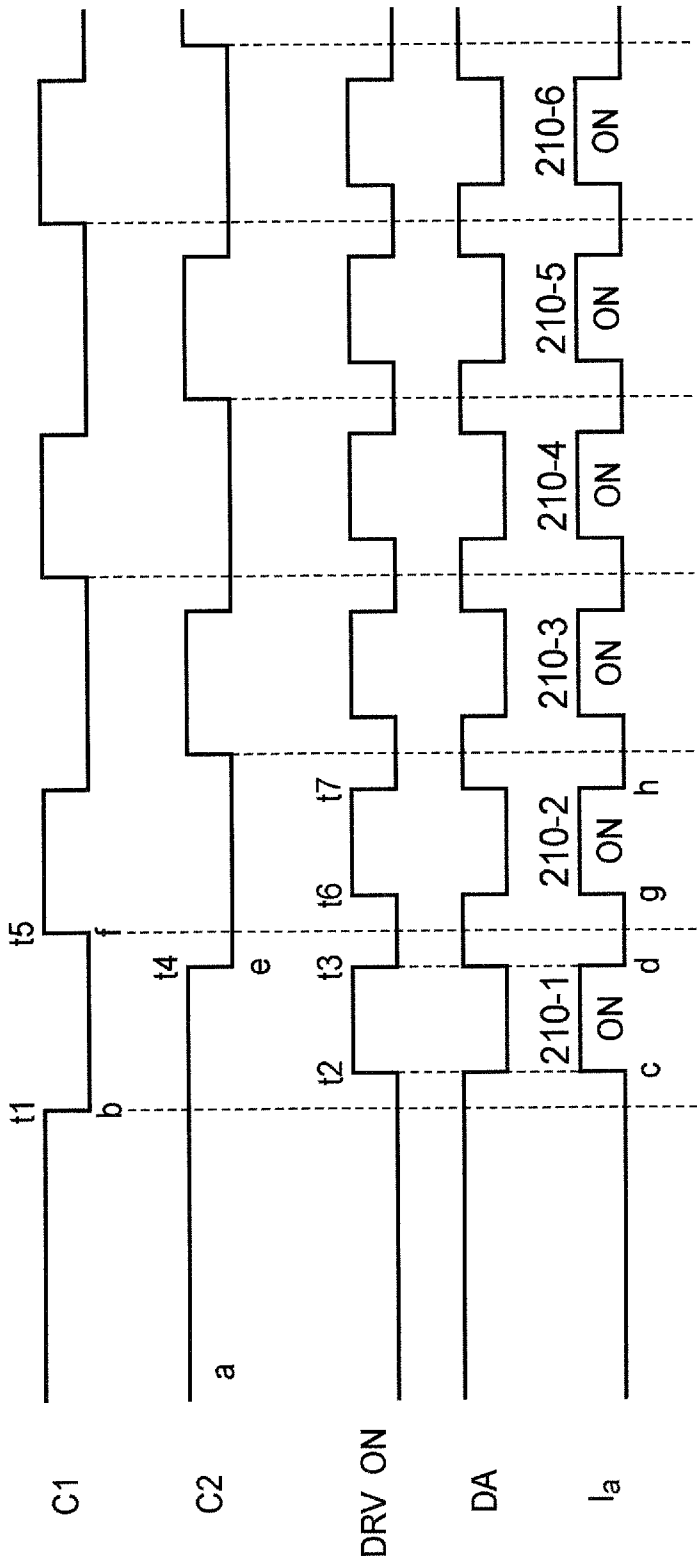 C1
t1
t5
b
f
C2
t4
a
e
DRV ON
t2
t3
t6
t7
DA
210-1
210-2
210-3
210-4
210-5
210-6
Ia
ON
ON
ON
ON
ON
ON
c
d
g
h